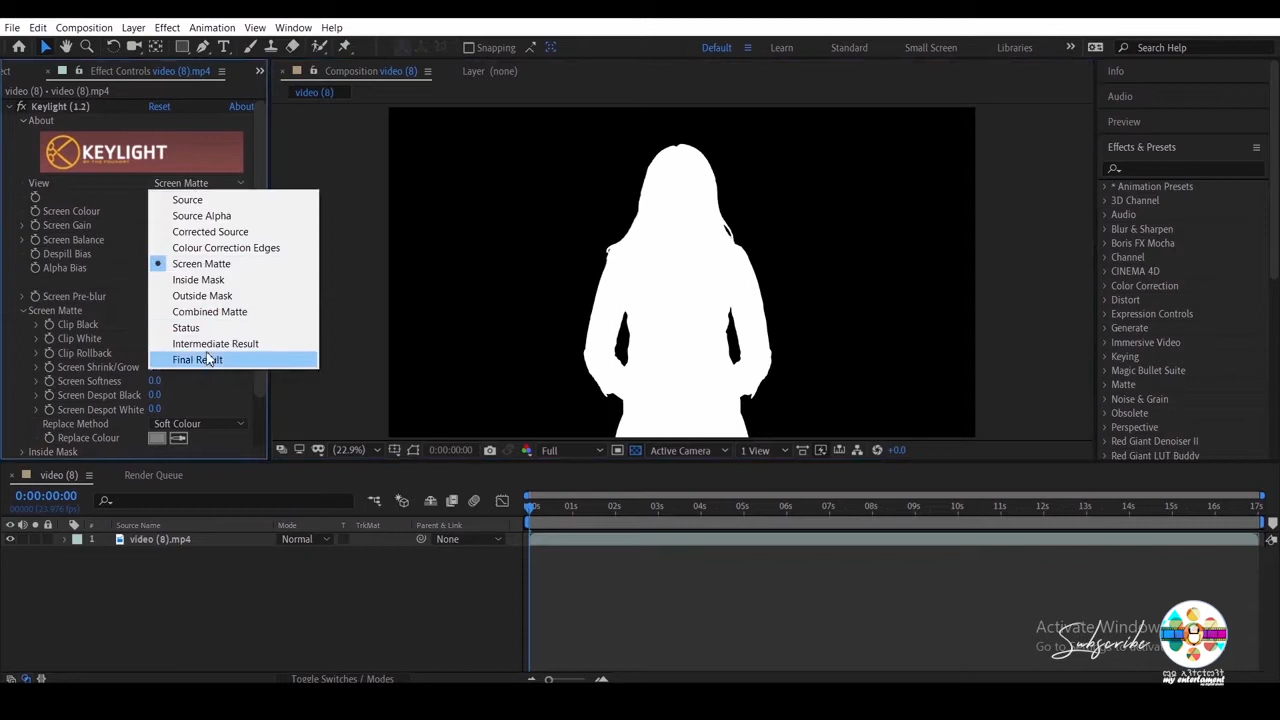 File Edit Composition Layer Effect Animation View Window Help
Snapping Default Learn Standard Small Screen Libraries Search Help
Effect Controls video (8).mp4
Composition video (8)
Layer (none)
Info
video (8) • video (8).mp4
video (8)
Audio
fx Keylight (1.2) Reset About
About
Preview
KEYLIGHT
Effects & Presets
View Screen Matte
* Animation Presets
3D Channel
Audio
Blur & Sharpen
Boris FX Mocha
Channel
CINEMA 4D
Color Correction
Distort
Expression Controls
Generate
Immersive Video
Keying
Magic Bullet Suite
Matte
Noise & Grain
Obsolete
Perspective
Red Giant Denoiser II
Red Giant LUT Buddy
Source
Source Alpha
Corrected Source
Colour Correction Edges
Screen Matte
Inside Mask
Outside Mask
Combined Matte
Status
Intermediate Result
Final Result
Screen Colour
Screen Gain
Screen Balance
Despill Bias
Alpha Bias
Screen Pre-blur
Screen Matte
Clip Black
Clip White
Clip Rollback
Screen Shrink/Grow
Screen Softness 0.0
Screen Despot Black 0.0
Screen Despot White 0.0
Replace Method Soft Colour
Replace Colour
Inside Mask
(22.9%) 0:00:00:00 Full Active Camera 1 View +0.0
video (8) Render Queue
0:00:00:00
00000 (23.976 fps)
00s 01s 02s 03s 04s 05s 06s 07s 08s 09s 10s 11s 12s 13s 14s 15s 16s 17s
# Source Name Mode T TrkMat Parent & Link
1 video (8).mp4 Normal None
Subscribe
my entertament
Toggle Switches / Modes